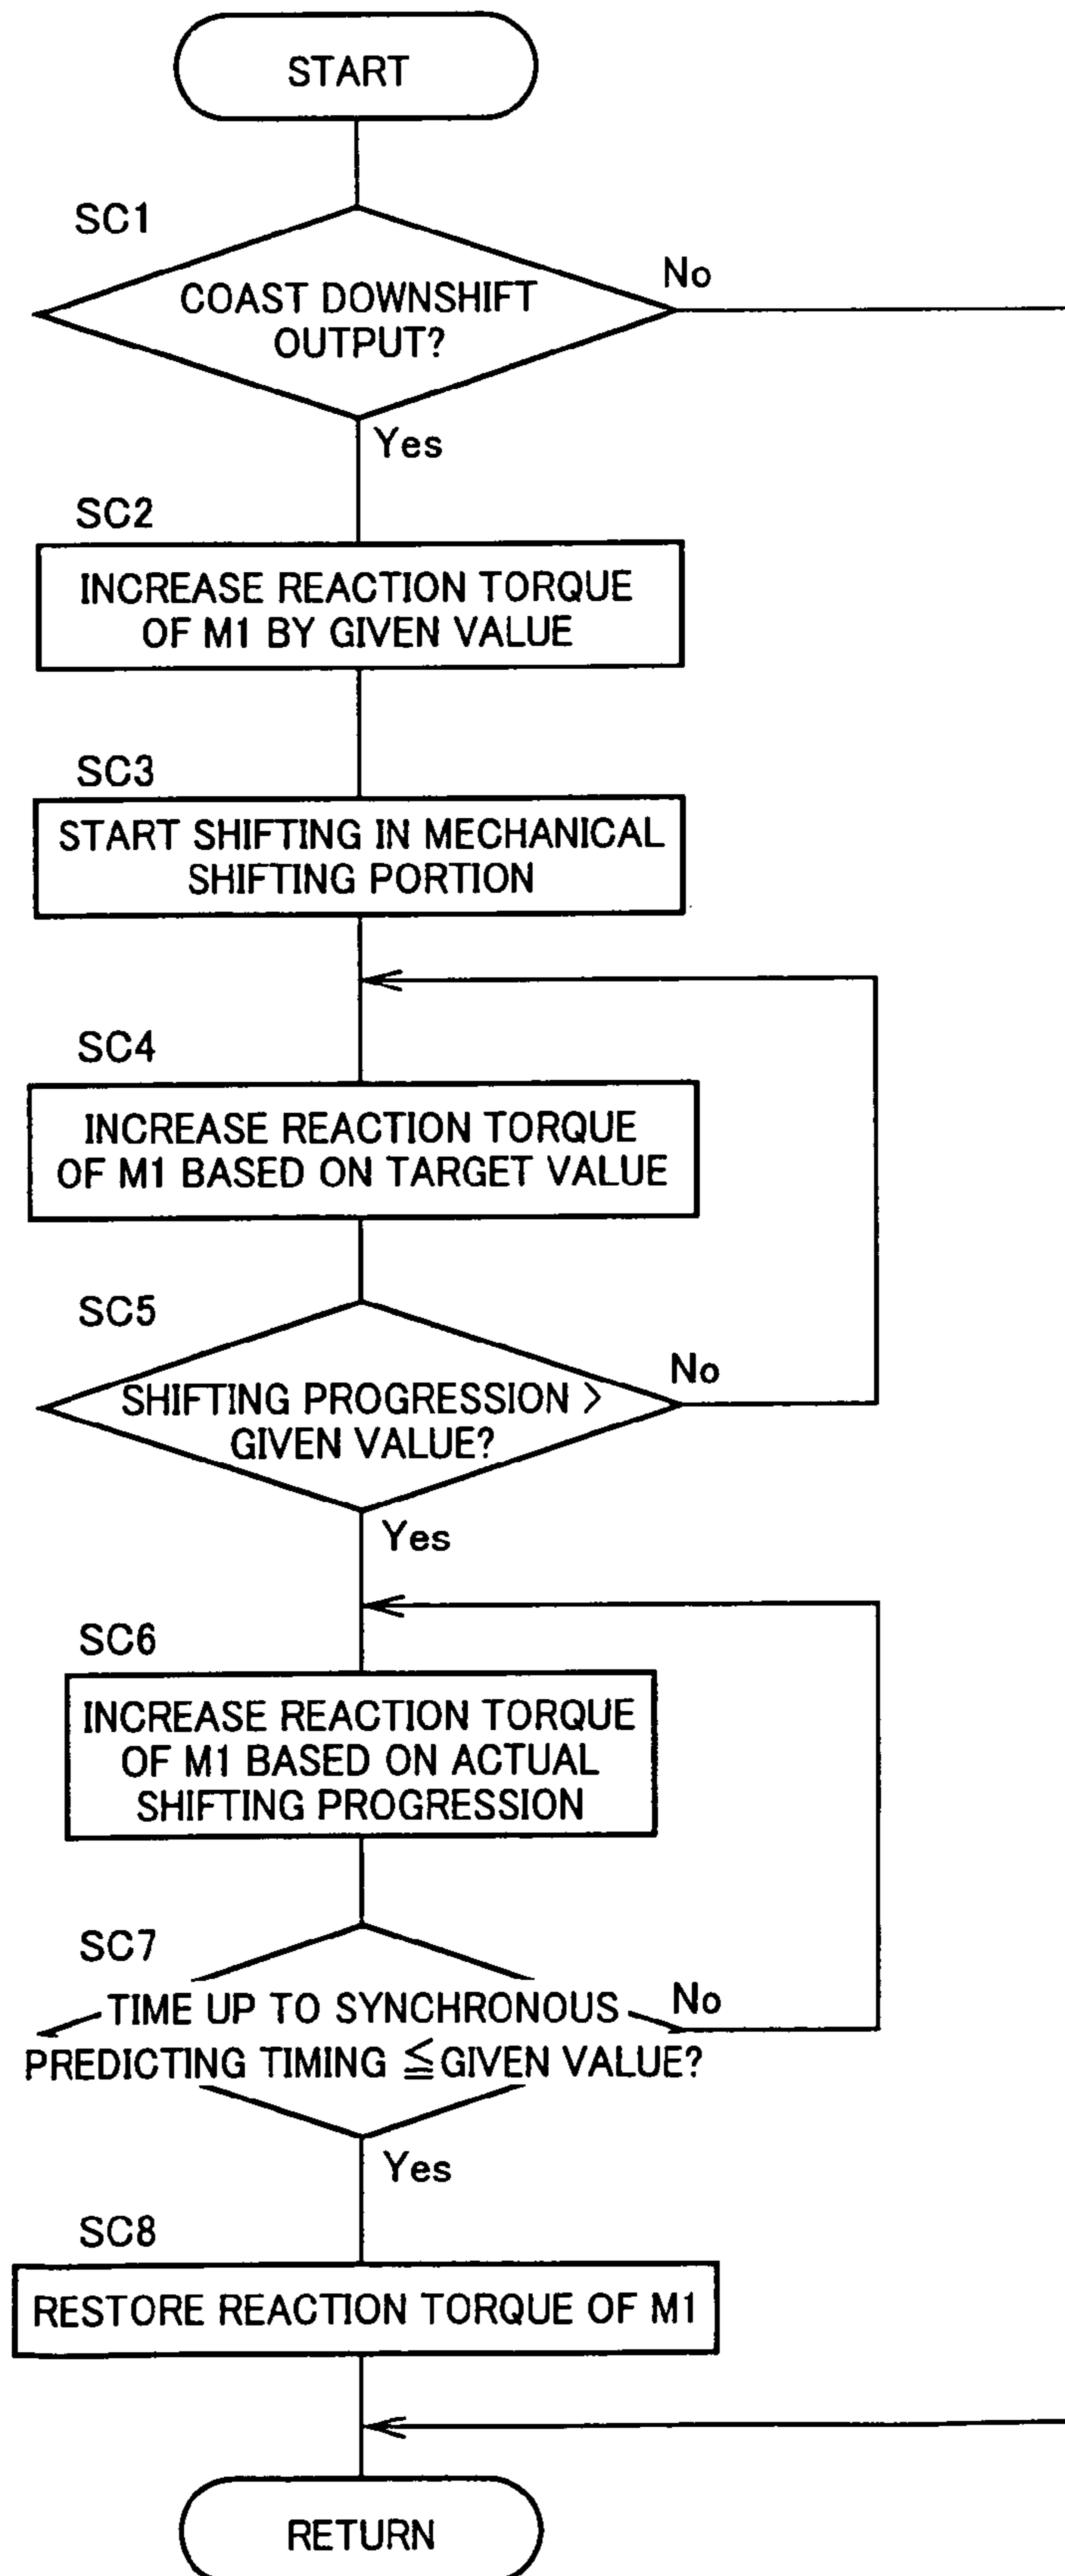 START
SC1
COAST DOWNSHIFT
OUTPUT?
No
Yes
SC2
INCREASE REACTION TORQUE
OF M1 BY GIVEN VALUE
SC3
START SHIFTING IN MECHANICAL
SHIFTING PORTION
SC4
INCREASE REACTION TORQUE
OF M1 BASED ON TARGET VALUE
SC5
SHIFTING PROGRESSION >
GIVEN VALUE?
No
Yes
SC6
INCREASE REACTION TORQUE
OF M1 BASED ON ACTUAL
SHIFTING PROGRESSION
SC7
TIME UP TO SYNCHRONOUS
PREDICTING TIMING ≦GIVEN VALUE?
No
Yes
SC8
RESTORE REACTION TORQUE OF M1
RETURN